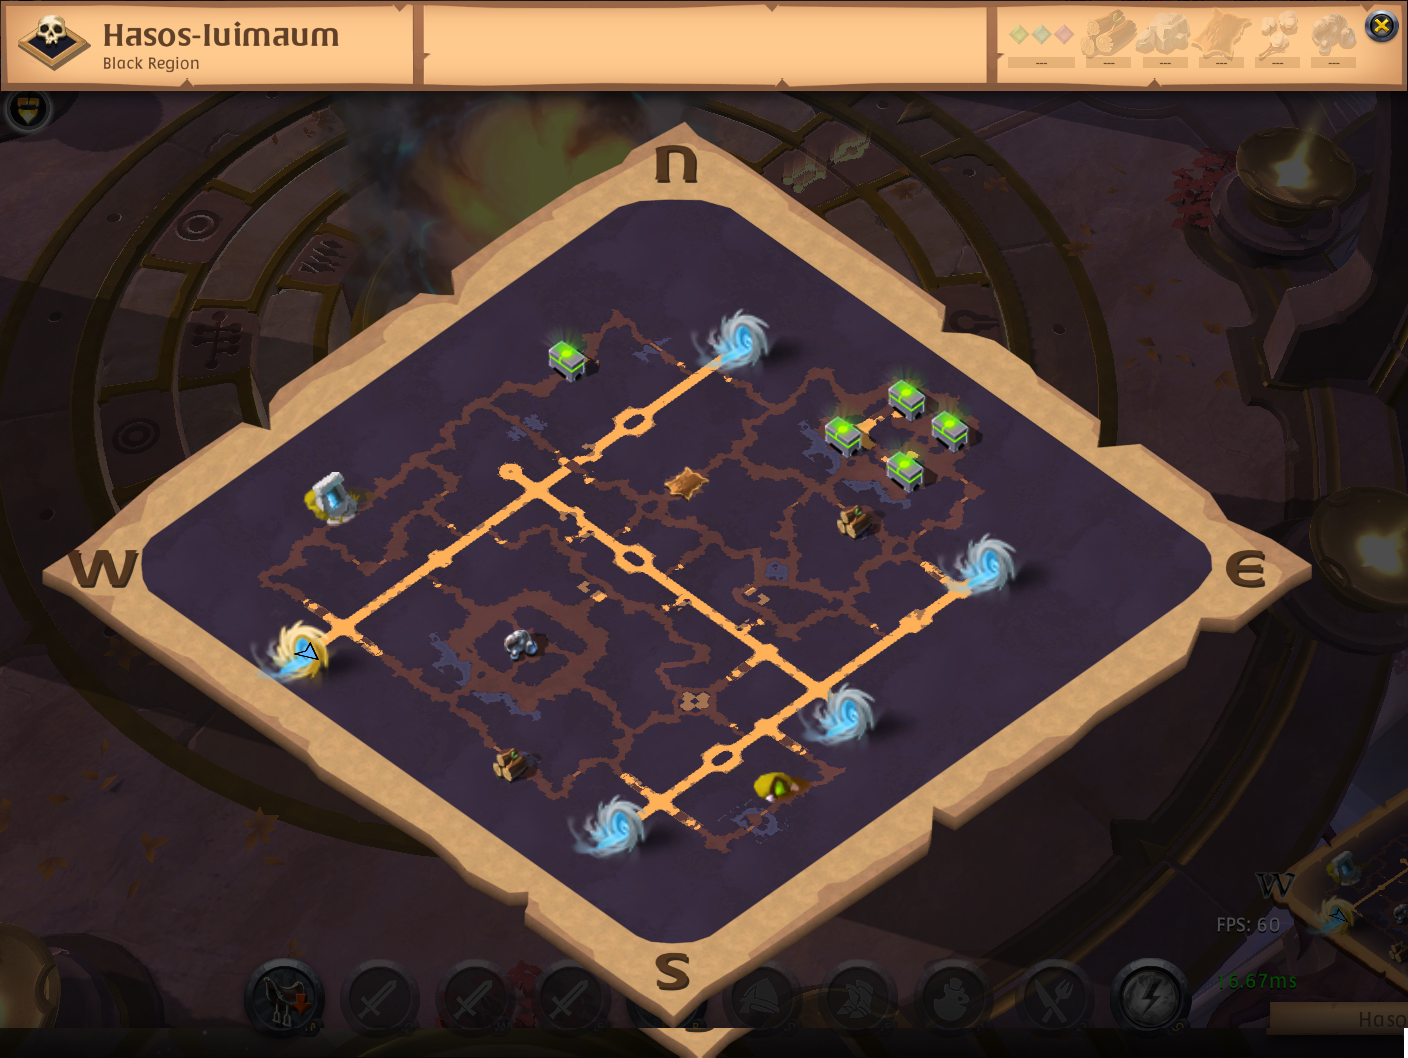 Hasos-Iuimaum
Black Region
---
---
---
---
---
---
N
W
E
S
W
FPS: 60
16.67ms
Haso